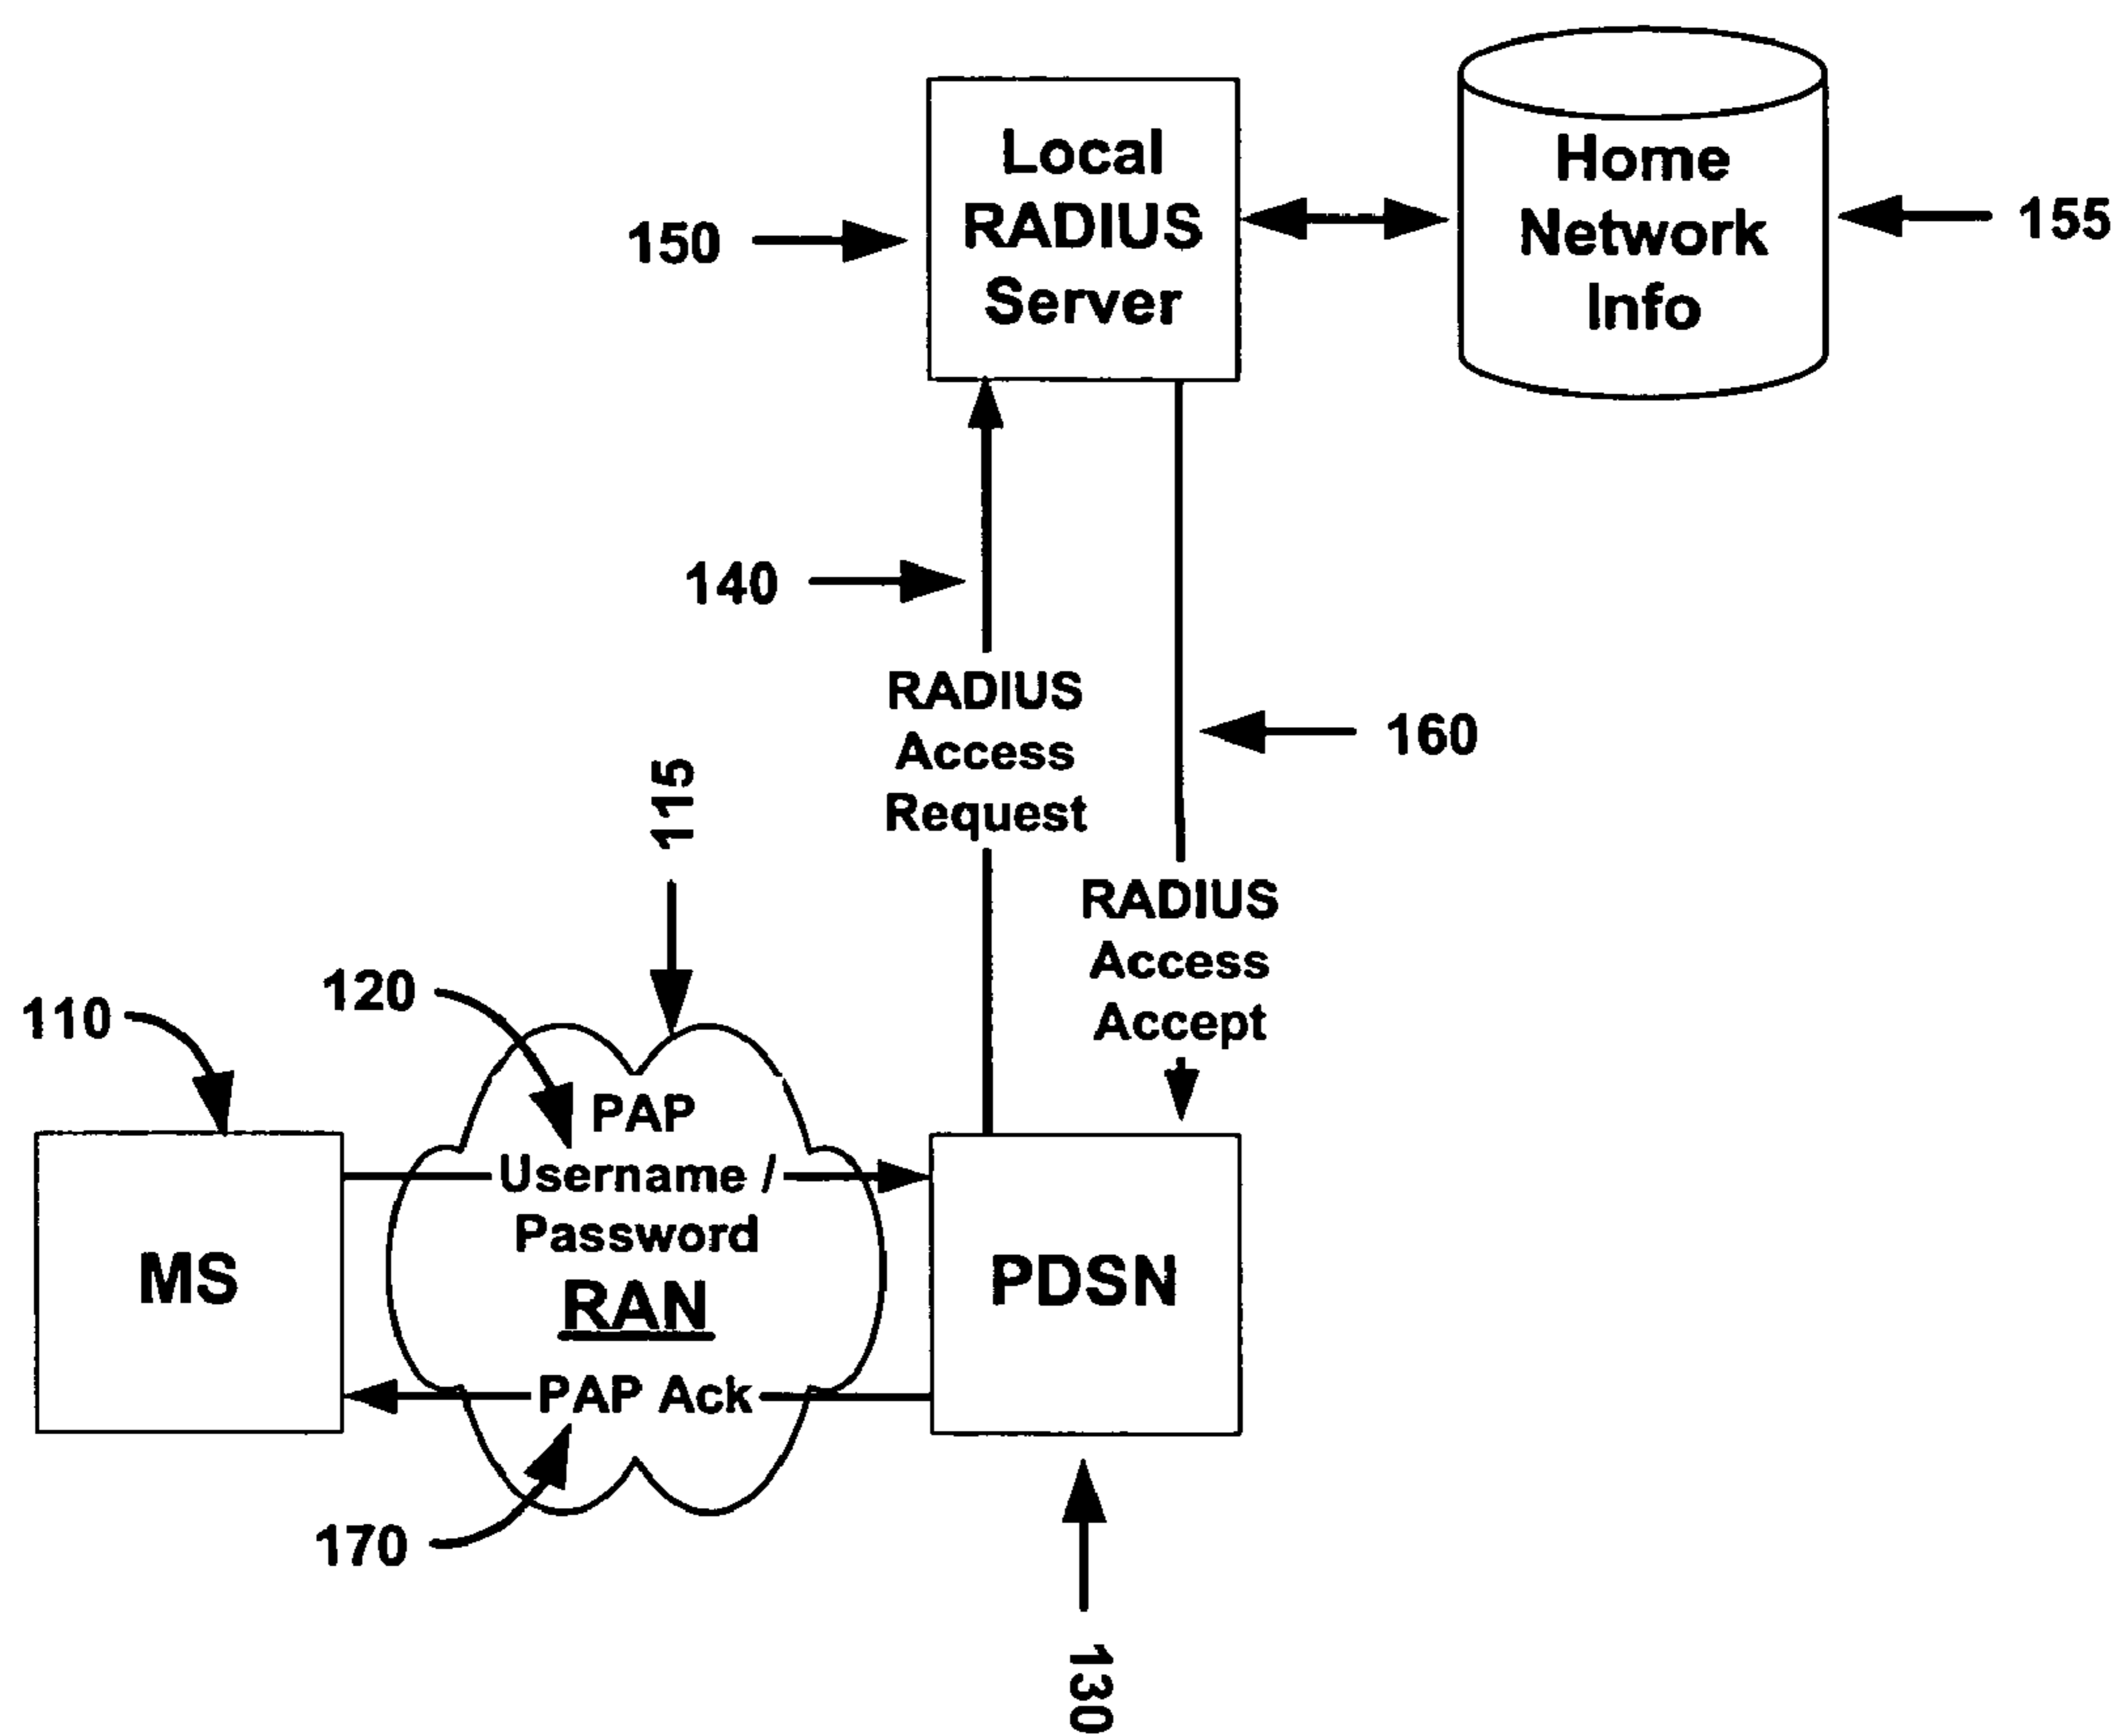 Local
RADIUS
Server
Home
Network
Info
150
155
140
RADIUS
Access
Request
160
115
RADIUS
Access
Accept
120
110
PAP
Username /
Password
RAN
MS
PDSN
PAP Ack
170
130